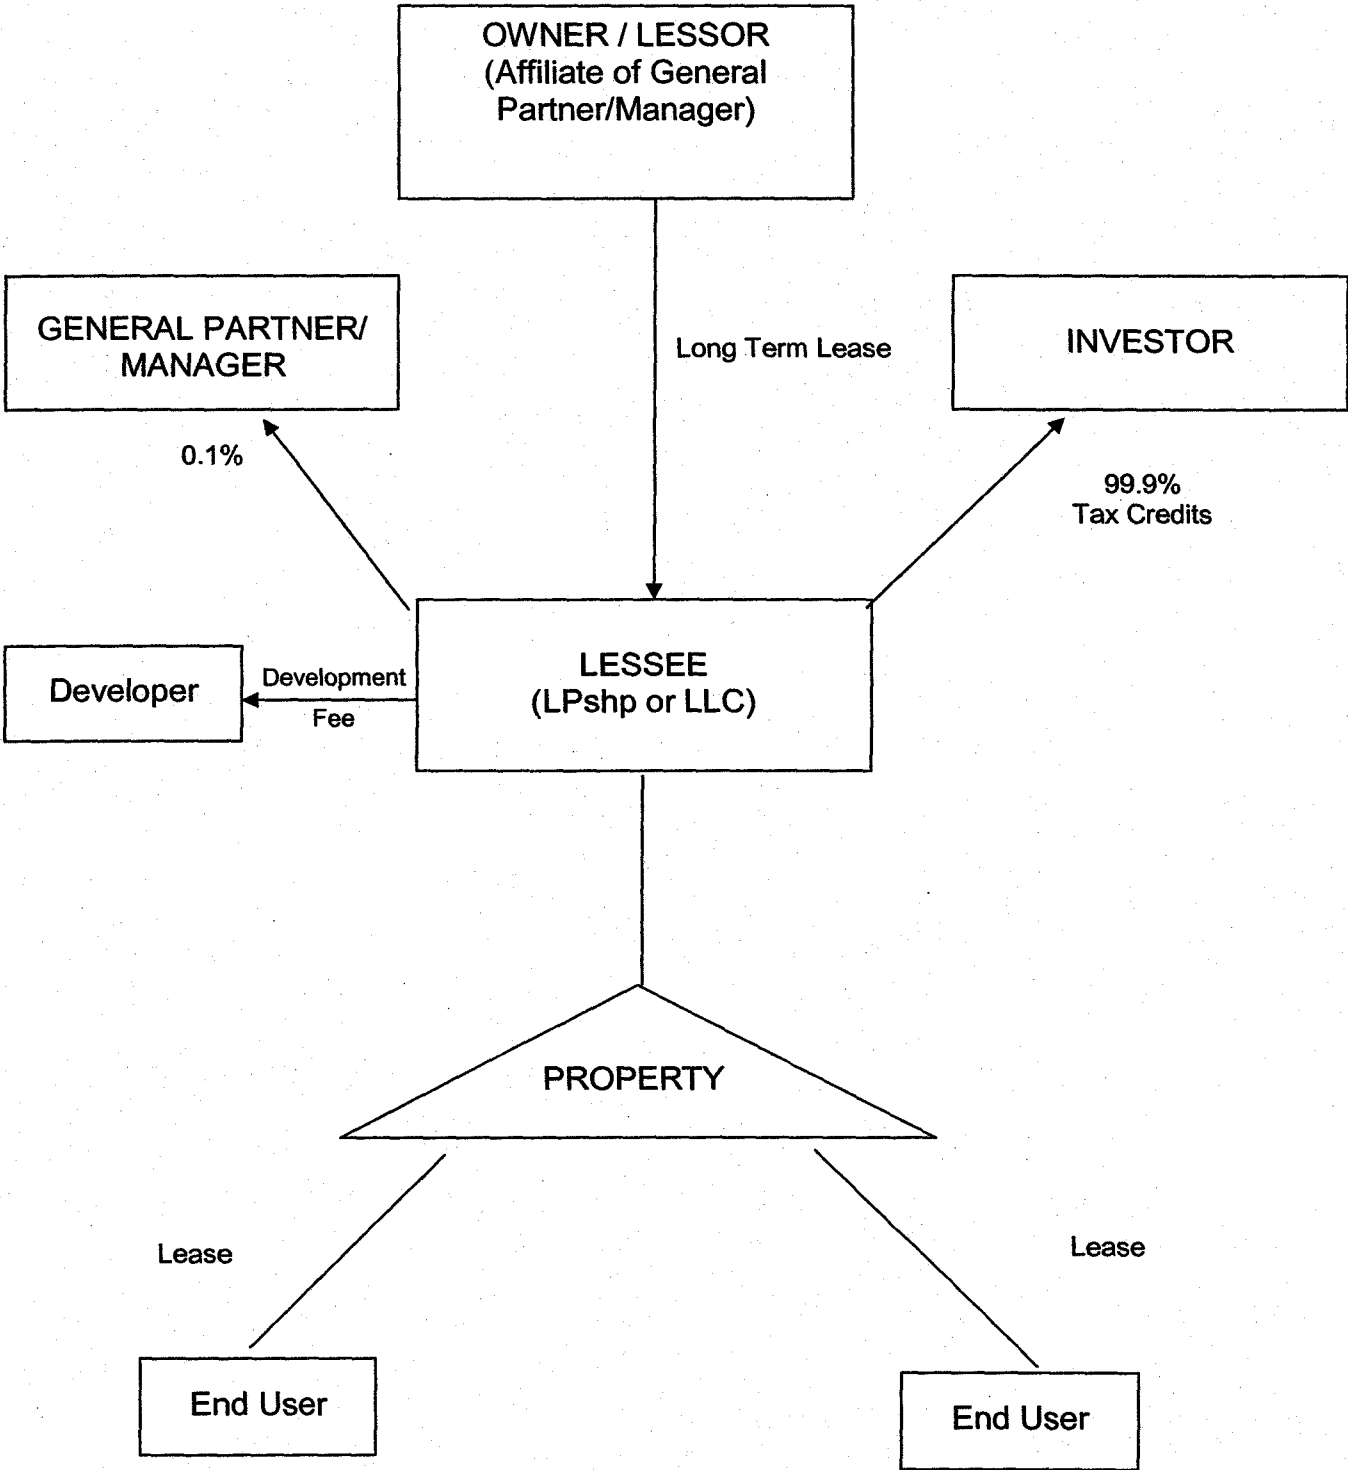 OWNER / LESSOR
(Affiliate of General
Partner/Manager)
GENERAL PARTNER/
MANAGER
Long Term Lease
INVESTOR
0.1%
99.9%
Tax Credits
LESSEE
(LPshp or LLC)
Developer
Development
Fee
PROPERTY
Lease
Lease
End User
End User